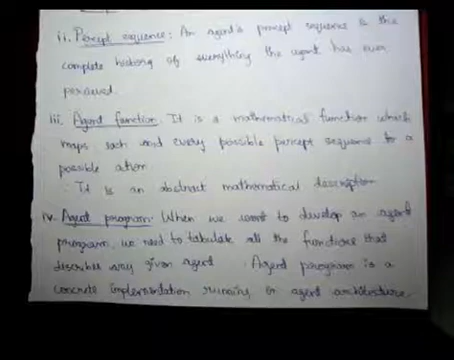 ii. Percept sequence: An agent's percept sequence is the
complete history of everything the agent has ever
perceived.
iii. Agent function. It is a mathematical function which
maps each and every possible percept sequence to a
possible action.
It is an abstract mathematical description
iv. Agent program. When we want to develop an agent
program, we need to tabulate all the functions that
describes any given agent. Agent program is a
concrete implementation running in agent architecture.